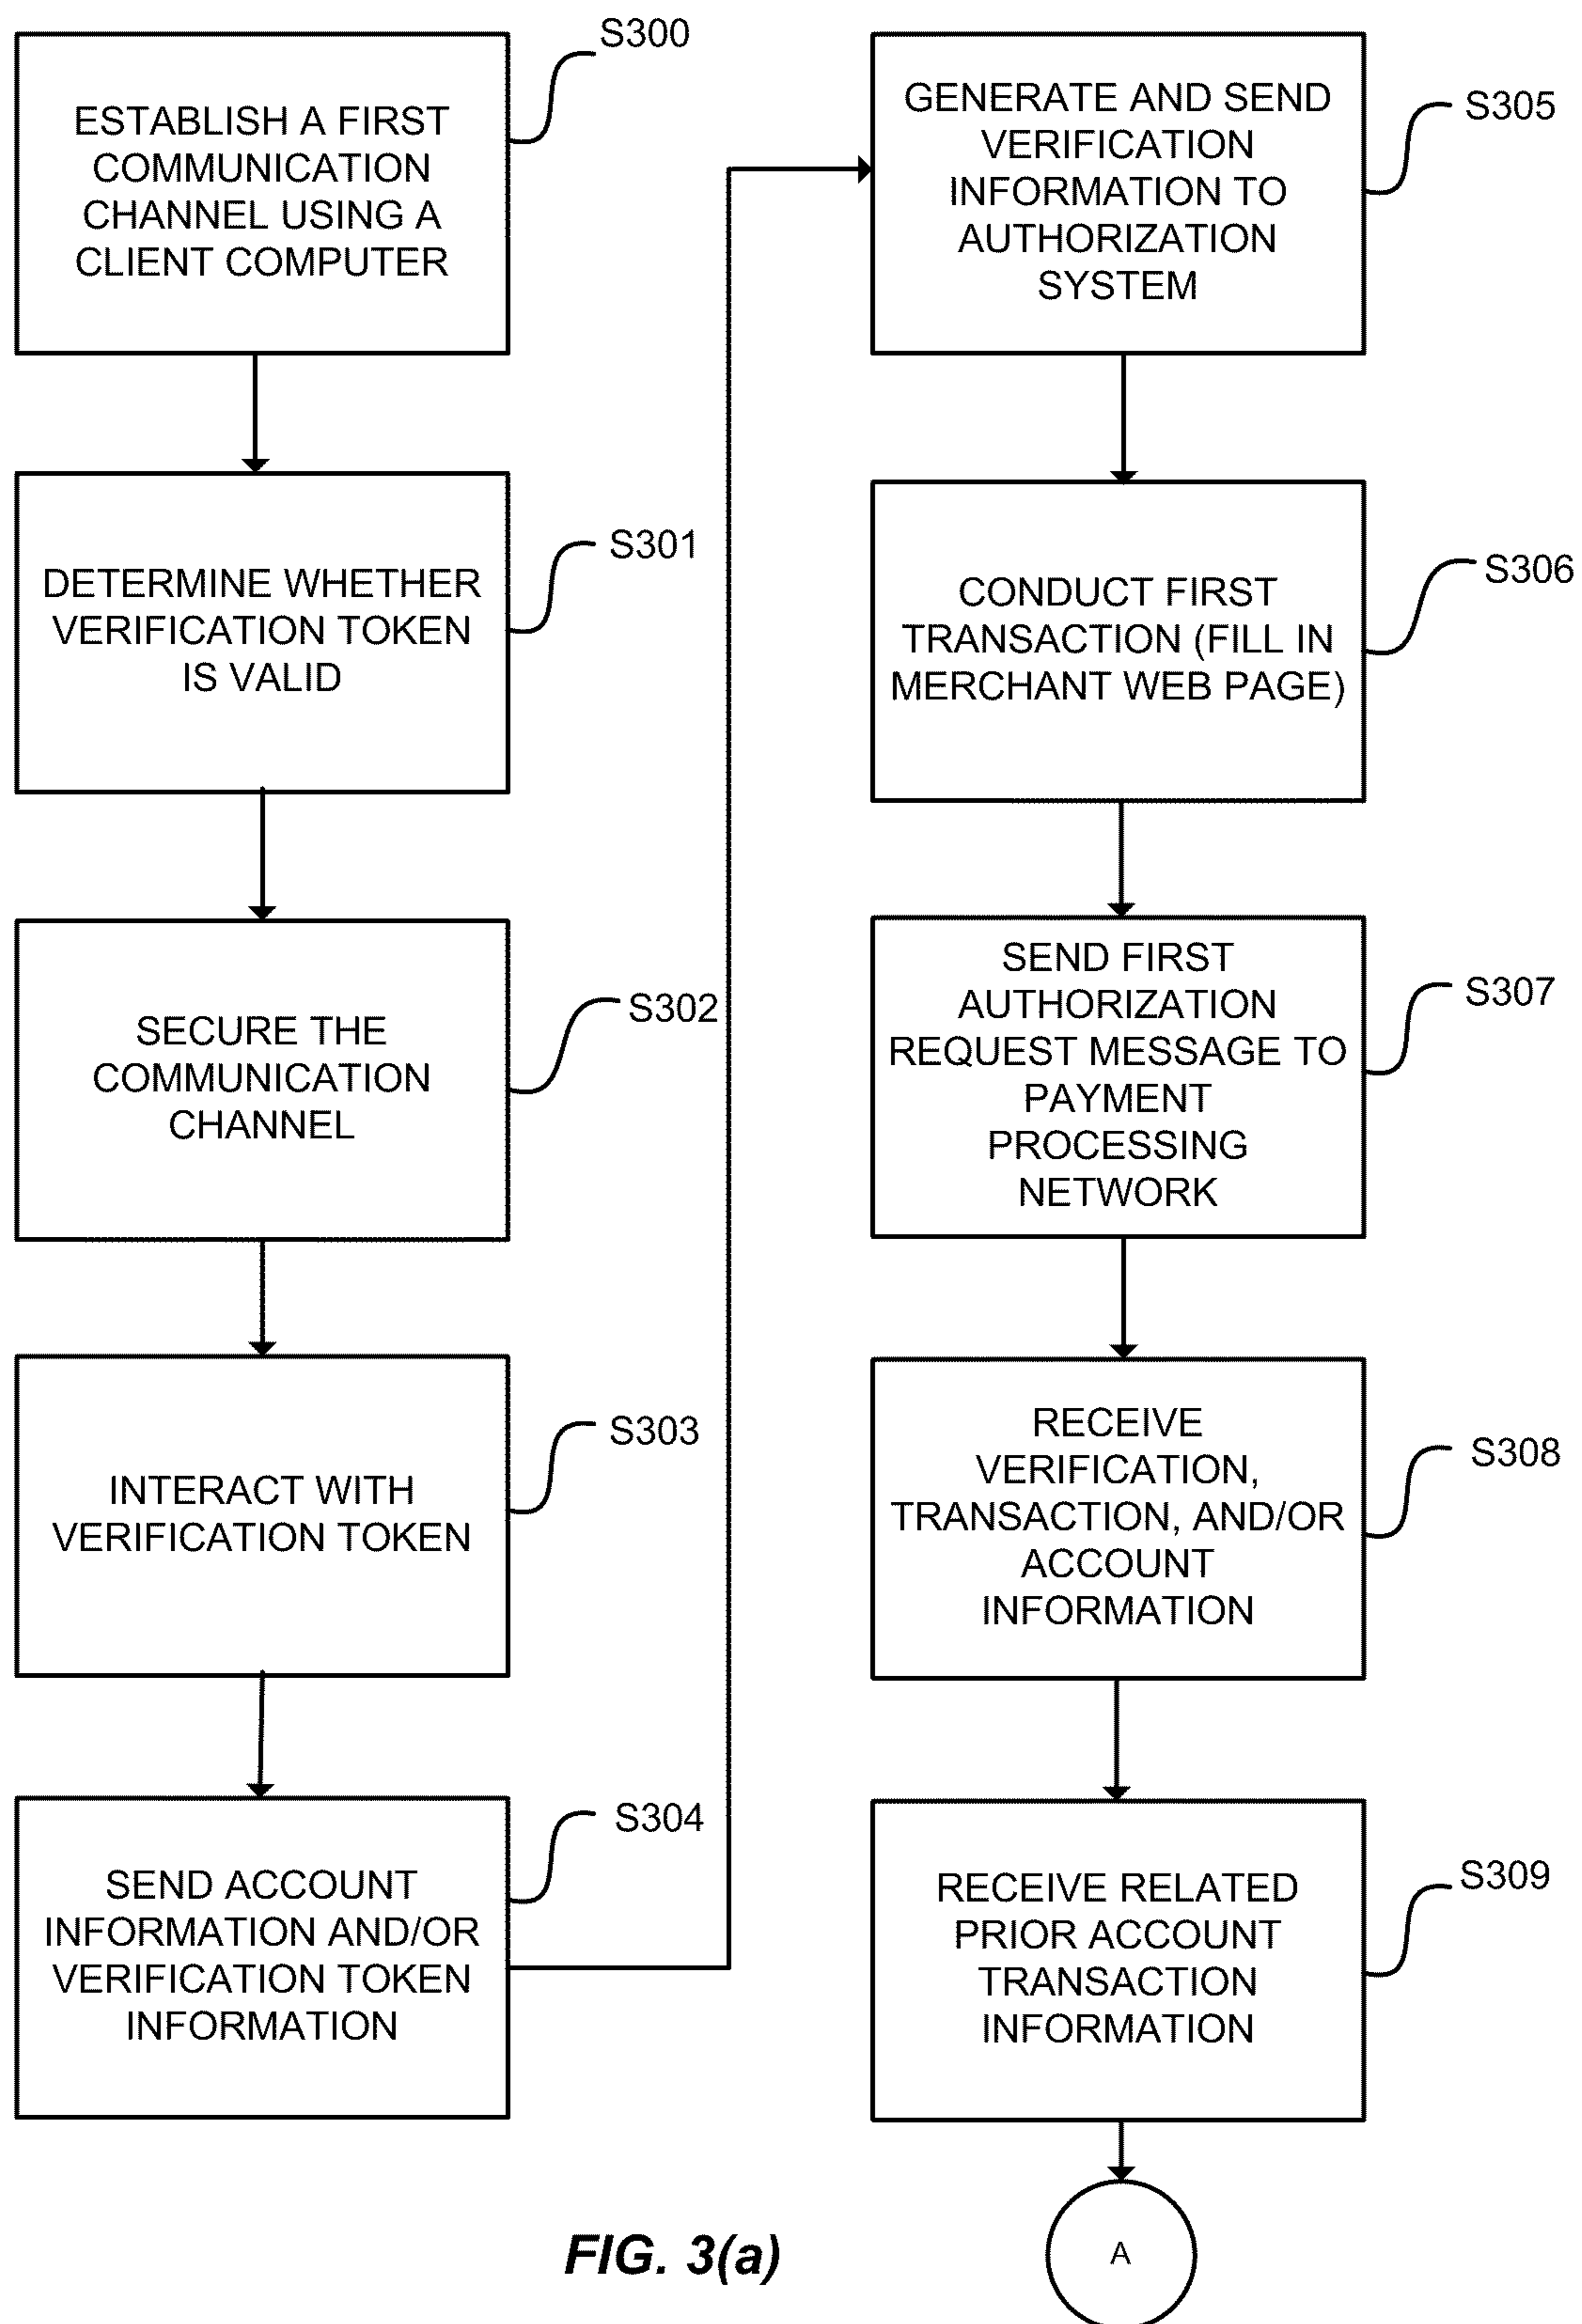 S300
ESTABLISH A FIRST
COMMUNICATION
CHANNEL USING A
CLIENT COMPUTER
S301
DETERMINE WHETHER
VERIFICATION TOKEN
IS VALID
S302
SECURE THE
COMMUNICATION
CHANNEL
S303
INTERACT WITH
VERIFICATION TOKEN
S304
SEND ACCOUNT
INFORMATION AND/OR
VERIFICATION TOKEN
INFORMATION
S305
GENERATE AND SEND
VERIFICATION
INFORMATION TO
AUTHORIZATION
SYSTEM
S306
CONDUCT FIRST
TRANSACTION (FILL IN
MERCHANT WEB PAGE)
S307
SEND FIRST
AUTHORIZATION
REQUEST MESSAGE TO
PAYMENT
PROCESSING
NETWORK
S308
RECEIVE
VERIFICATION,
TRANSACTION, AND/OR
ACCOUNT
INFORMATION
S309
RECEIVE RELATED
PRIOR ACCOUNT
TRANSACTION
INFORMATION
A
FIG. 3(a)